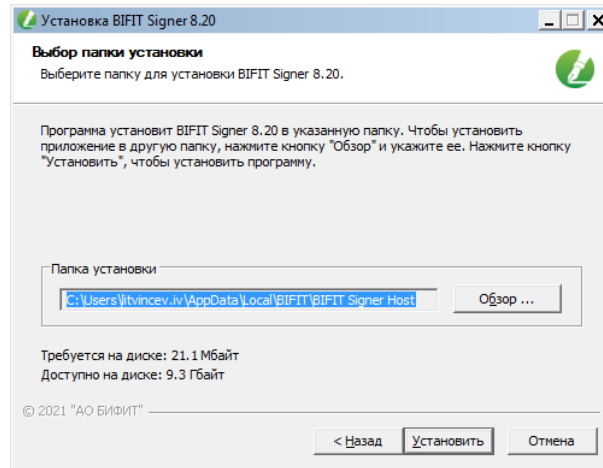 Установка BIFIT Signer 8.20
Выбор папки установки
Выберите папку для установки BIFIT Signer 8.20.
Программа установит BIFIT Signer 8.20 в указанную папку. Чтобы установить
приложение в другую папку, нажмите кнопку "Обзор" и укажите ее. Нажмите кнопку
"Установить", чтобы установить программу.
Папка установки
C:\Users\litvincev.iv\AppData\Local\BIFIT\BIFIT Signer Host
Обзор ...
Требуется на диске: 21.1 Мбайт
Доступно на диске: 9.3 Гбайт
© 2021 "АО БИФИТ"
< Назад Установить Отмена